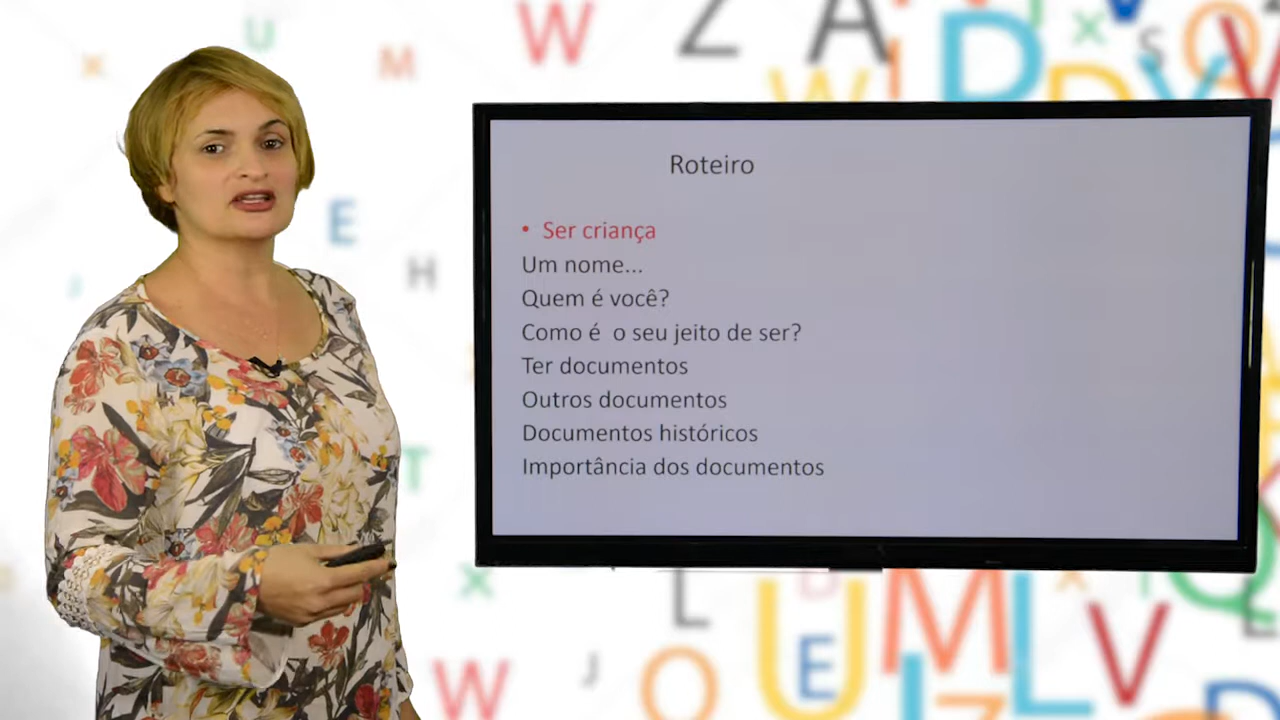 Roteiro
• Ser criança
Um nome...
Quem é você?
Como é o seu jeito de ser?
Ter documentos
Outros documentos
Documentos históricos
Importância dos documentos